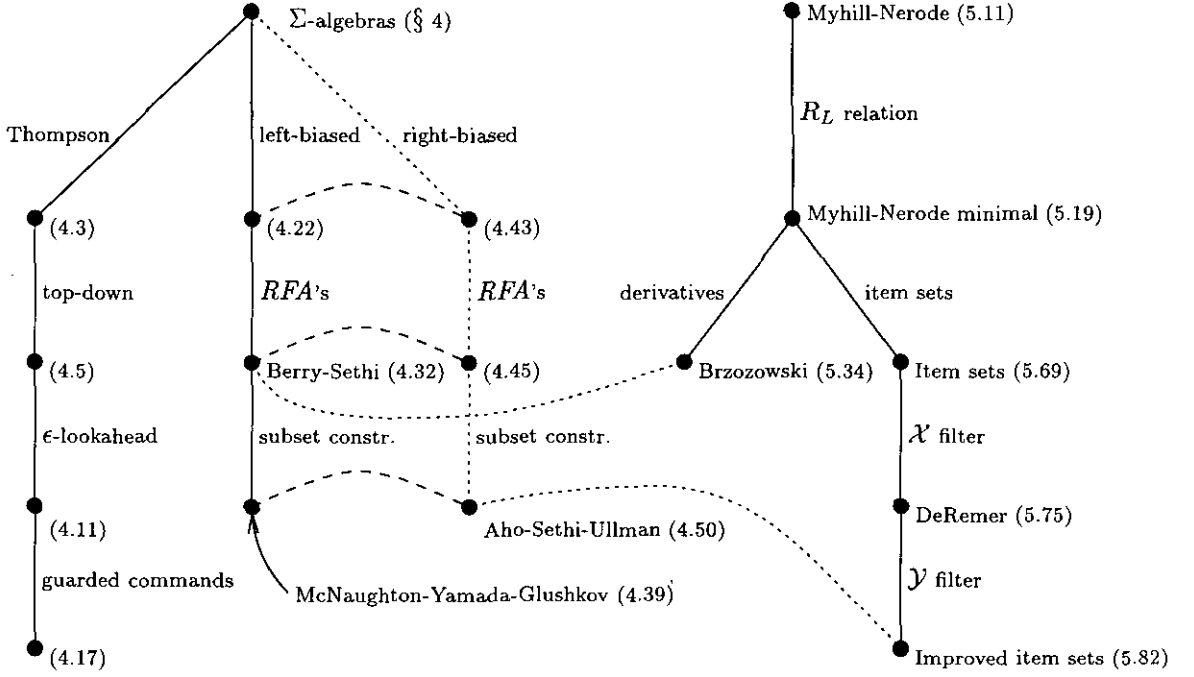 Σ-algebras (§ 4)
Myhill-Nerode (5.11)
R_L relation
Thompson
left-biased
right-biased
(4.3)
(4.22)
(4.43)
Myhill-Nerode minimal (5.19)
top-down
RFA's
RFA's
derivatives
item sets
(4.5)
Berry-Sethi (4.32)
(4.45)
Brzozowski (5.34)
Item sets (5.69)
ϵ-lookahead
subset constr.
subset constr.
𝒳 filter
(4.11)
Aho-Sethi-Ullman (4.50)
DeRemer (5.75)
guarded commands
McNaughton-Yamada-Glushkov (4.39)
𝒴 filter
(4.17)
Improved item sets (5.82)